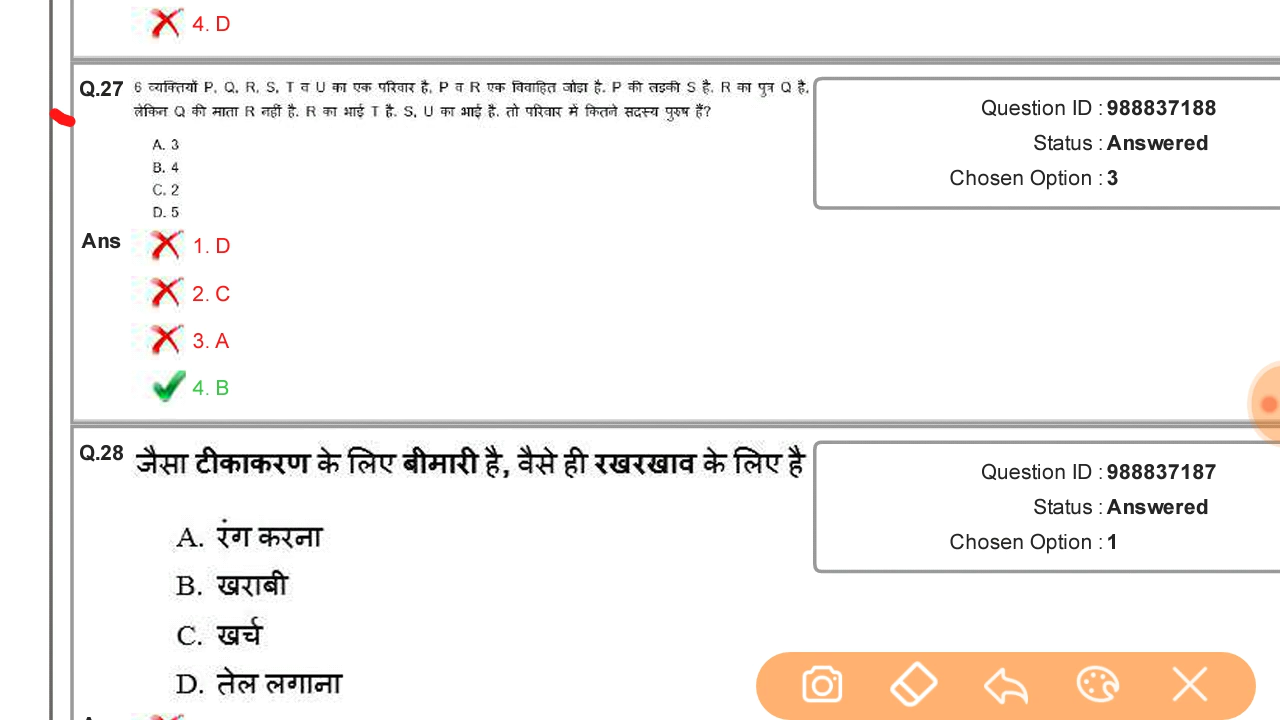 4. D
Q.27 6 व्यक्तियों P, Q, R, S, T व U का एक परिवार है. P व R एक विवाहित जोड़ा है. P की लड़की S है. R का पुत्र Q है.
लेकिन Q की माता R नहीं है. R का भाई T है. S, U का भाई है. तो परिवार में कितने सदस्य पुरुष हैं?
Question ID : 988837188
Status : Answered
Chosen Option : 3
A. 3
B. 4
C. 2
D. 5
Ans 1. D
2. C
3. A
4. B
Q.28 जैसा टीकाकरण के लिए बीमारी है, वैसे ही रखरखाव के लिए है
Question ID : 988837187
Status : Answered
Chosen Option : 1
A. रंग करना
B. खराबी
C. खर्च
D. तेल लगाना